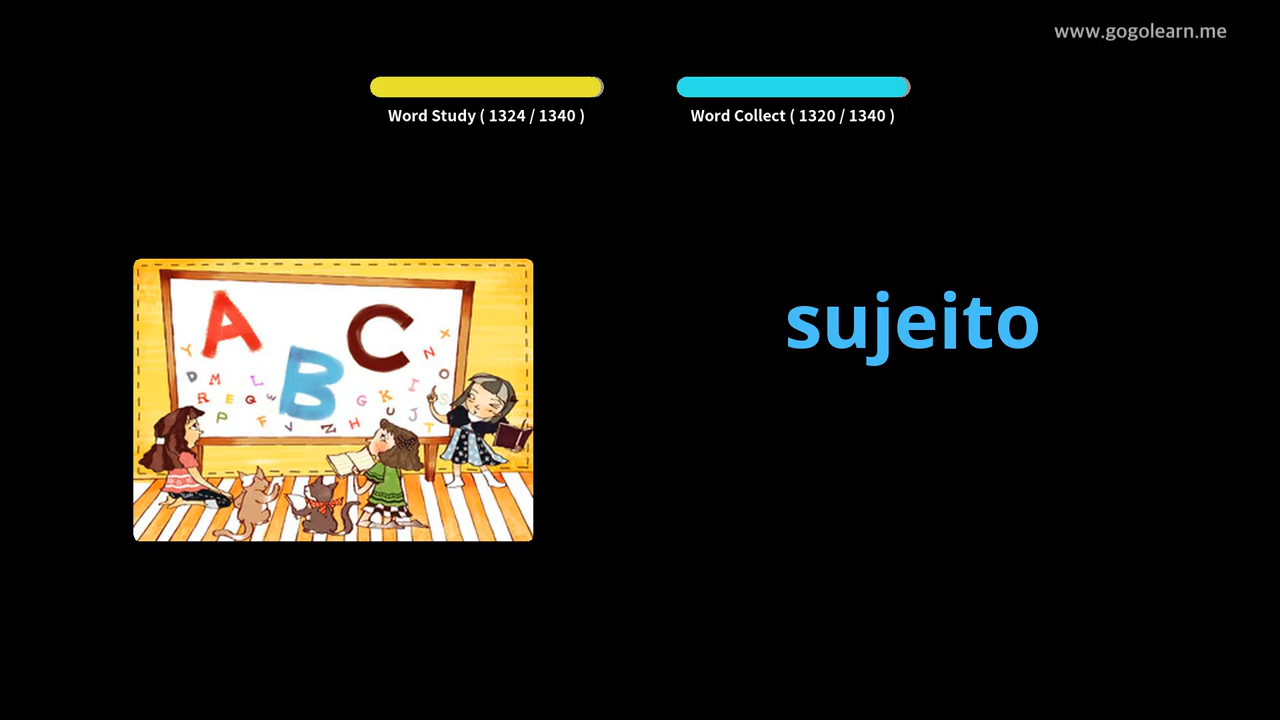 www.gogolearn.me
Word Study ( 1324 / 1340 )
Word Collect ( 1320 / 1340 )
sujeito
A
B
C
Y
X
N
D
M
L
O
R
E
Q
W
G
K
I
S
P
F
V
Z
H
U
J
T